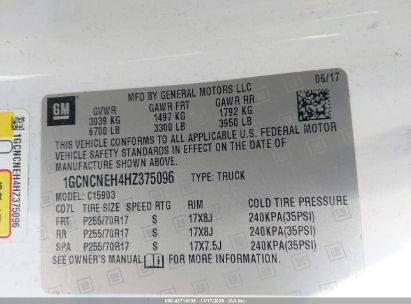 GM
MFD BY GENERAL MOTORS LLC
06/17
GVWR GAWR FRT GAWR RR
3039 KG 1497 KG 1792 KG
6700 LB 3300 LB 3950 LB
THIS VEHICLE CONFORMS TO ALL APPLICABLE U.S. FEDERAL MOTOR
VEHICLE SAFETY STANDARDS IN EFFECT ON THE DATE OF
MANUFACTURE SHOWN ABOVE.
1GCNCNEH4HZ375096 TYPE: TRUCK
MODEL: C15903
CD7L TIRE SIZE SPEED RTG RIM COLD TIRE PRESSURE
FRT P255/70R17 S 17X8J 240KPA(35PSI)
RR P255/70R17 S 17X8J 240KPA(35PSI)
SPA P255/70R17 S 17X7.5J 240KPA(35PSI)
SEE OWNER'S MANUAL FOR MORE INFORMATION.
1GCNCNEH4HZ375096